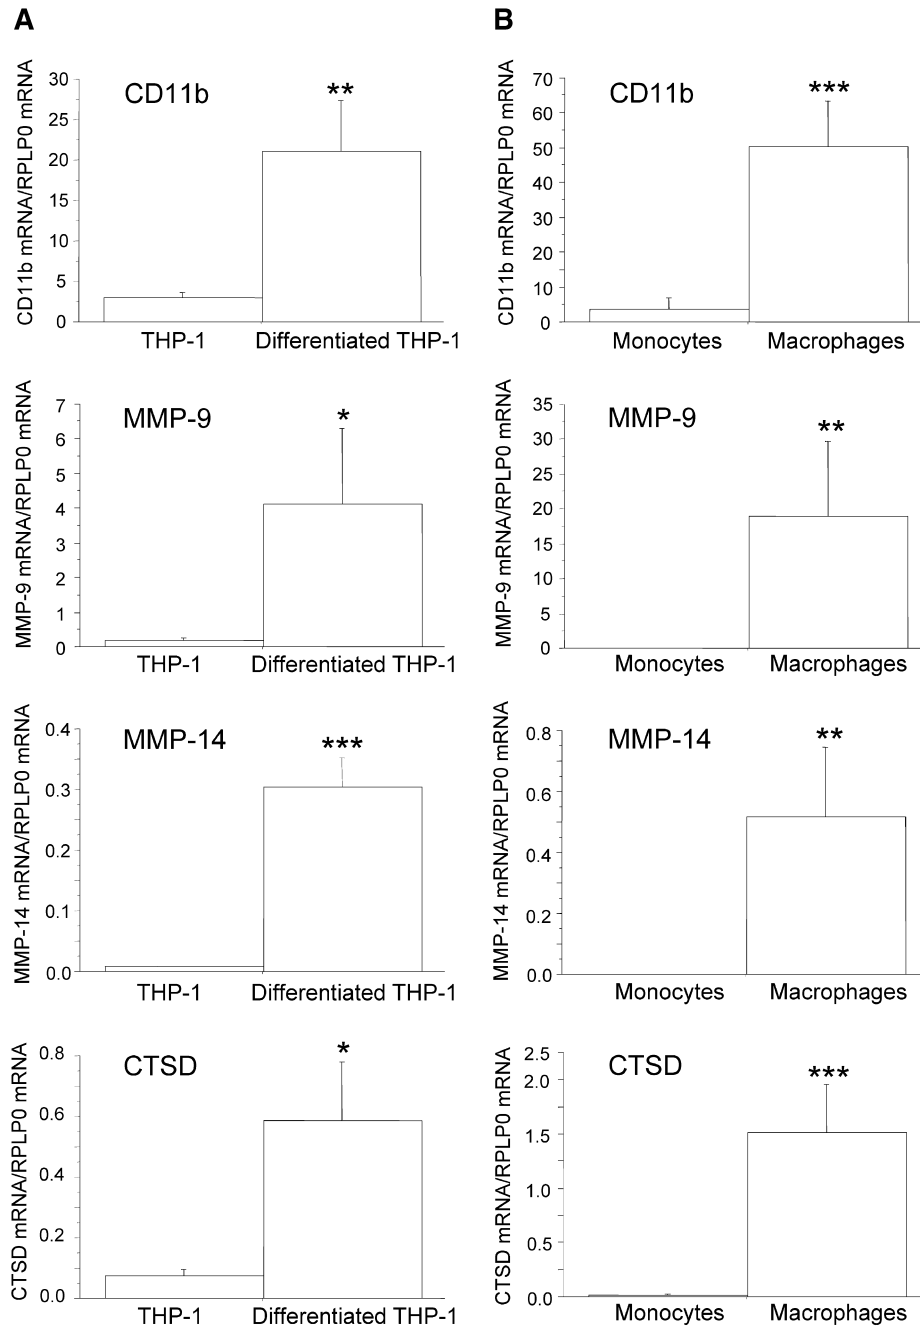 A
B
CD11b mRNA/RPLP0 mRNA
30
25
20
15
10
5
0
CD11b
**
THP-1
Differentiated THP-1
CD11b mRNA/RPLP0 mRNA
70
60
50
40
30
20
10
0
CD11b
***
Monocytes
Macrophages
MMP-9 mRNA/RPLP0 mRNA
7
6
5
4
3
2
1
0
MMP-9
*
THP-1
Differentiated THP-1
MMP-9 mRNA/RPLP0 mRNA
35
30
25
20
15
10
5
0
MMP-9
**
Monocytes
Macrophages
MMP-14 mRNA/RPLP0 mRNA
0.4
0.3
0.2
0.1
0.0
MMP-14
***
THP-1
Differentiated THP-1
MMP-14 mRNA/RPLP0 mRNA
0.8
0.6
0.4
0.2
0.0
MMP-14
**
Monocytes
Macrophages
CTSD mRNA/RPLP0 mRNA
0.8
0.6
0.4
0.2
0.0
CTSD
*
THP-1
Differentiated THP-1
CTSD mRNA/RPLP0 mRNA
2.5
2.0
1.5
1.0
0.5
0.0
CTSD
***
Monocytes
Macrophages